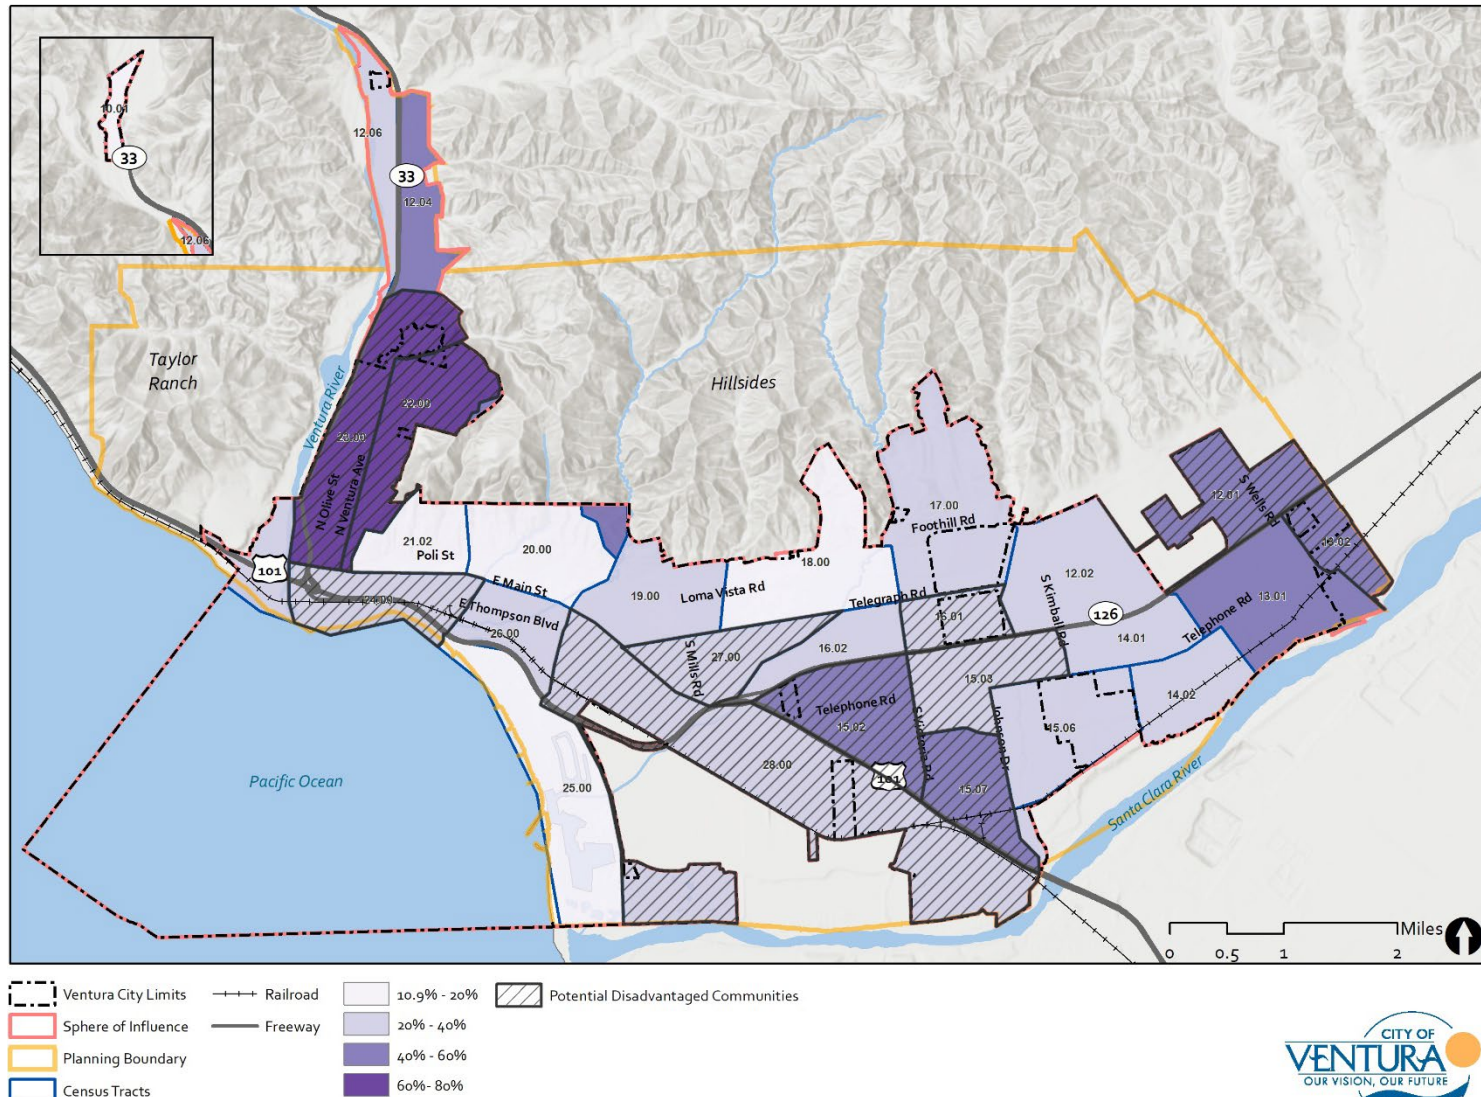 10.01
33
12.06
12.06
33
12.04
Taylor
Ranch
Ventura River
Hillsides
22.00
23.00
N Olive St
N Ventura Ave
21.02
Poli St
20.00
E Main St
E Thompson Blvd
101
24.00
26.00
19.00
Loma Vista Rd
18.00
17.00
Foothill Rd
Telegraph Rd
16.01
12.02
S Kimball Rd
126
12.01
S Wells Rd
13.02
13.01
Telephone Rd
14.01
14.02
27.00
S Mills Rd
16.02
15.03
Telephone Rd
15.02
S Victoria Rd
Johnson Dr
15.06
28.00
101
15.07
25.00
Pacific Ocean
Santa Clara River
Miles
0 0.5 1 2
Ventura City Limits
Sphere of Influence
Planning Boundary
Census Tracts
Railroad
Freeway
10.9% - 20%
20% - 40%
40% - 60%
60%- 80%
Potential Disadvantaged Communities
CITY OF
VENTURA
OUR VISION, OUR FUTURE